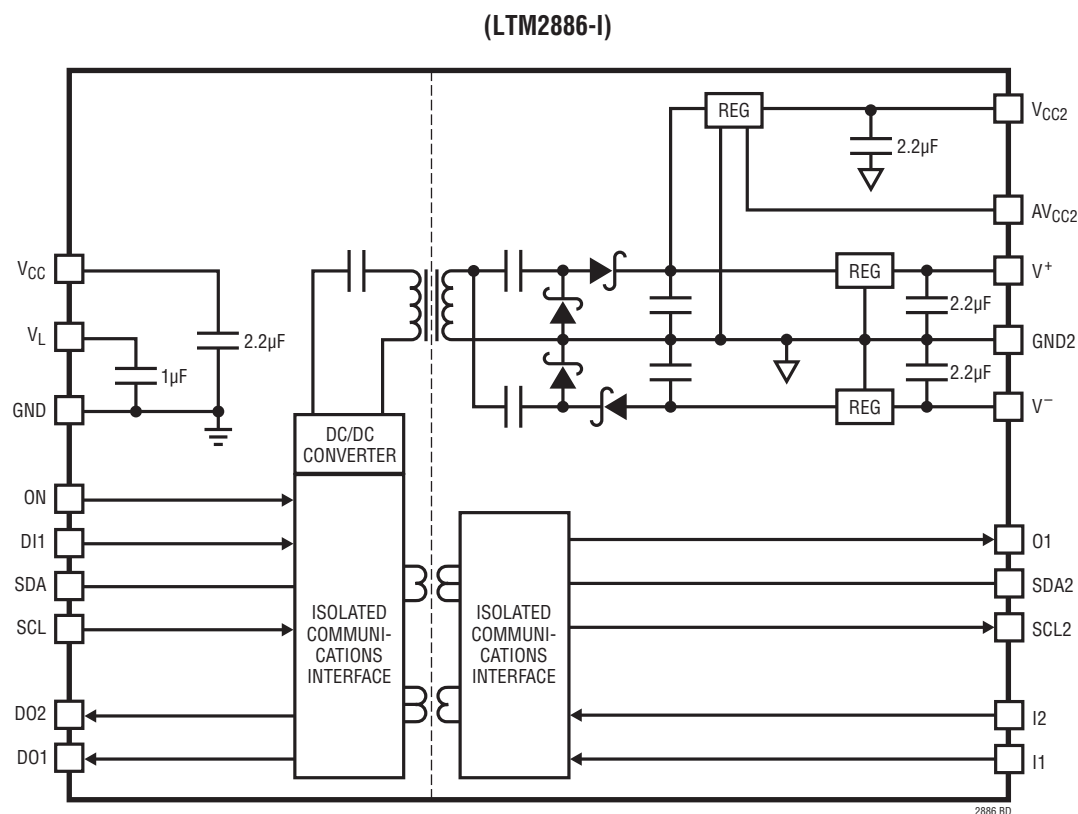 (LTM2886-I)
REG
VCC2
2.2µF
AVCC2
VCC
REG
V+
VL
2.2µF
2.2µF
GND2
1µF
2.2µF
GND
REG
V−
DC/DC
CONVERTER
ON
DI1
O1
SDA
SDA2
ISOLATED
COMMUNI-
CATIONS
INTERFACE
ISOLATED
COMMUNI-
CATIONS
INTERFACE
SCL
SCL2
DO2
I2
DO1
I1
2886 BD